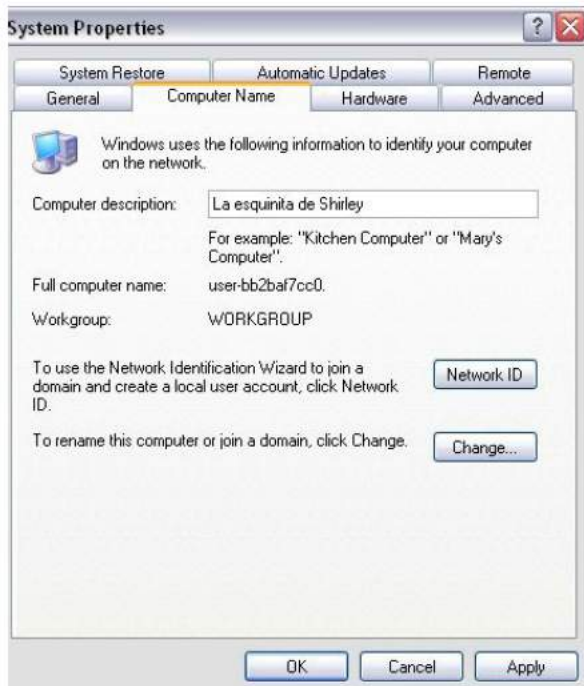 System Properties
?
System Restore
Automatic Updates
Remote
General
Computer Name
Hardware
Advanced
Windows uses the following information to identify your computer
on the network.
Computer description:
La esquinita de Shirley
For example: "Kitchen Computer" or "Mary's
Computer".
Full computer name:
user-bb2baf7cc0.
Workgroup:
WORKGROUP
To use the Network Identification Wizard to join a
domain and create a local user account, click Network
ID.
Network ID
To rename this computer or join a domain, click Change.
Change...
OK
Cancel
Apply